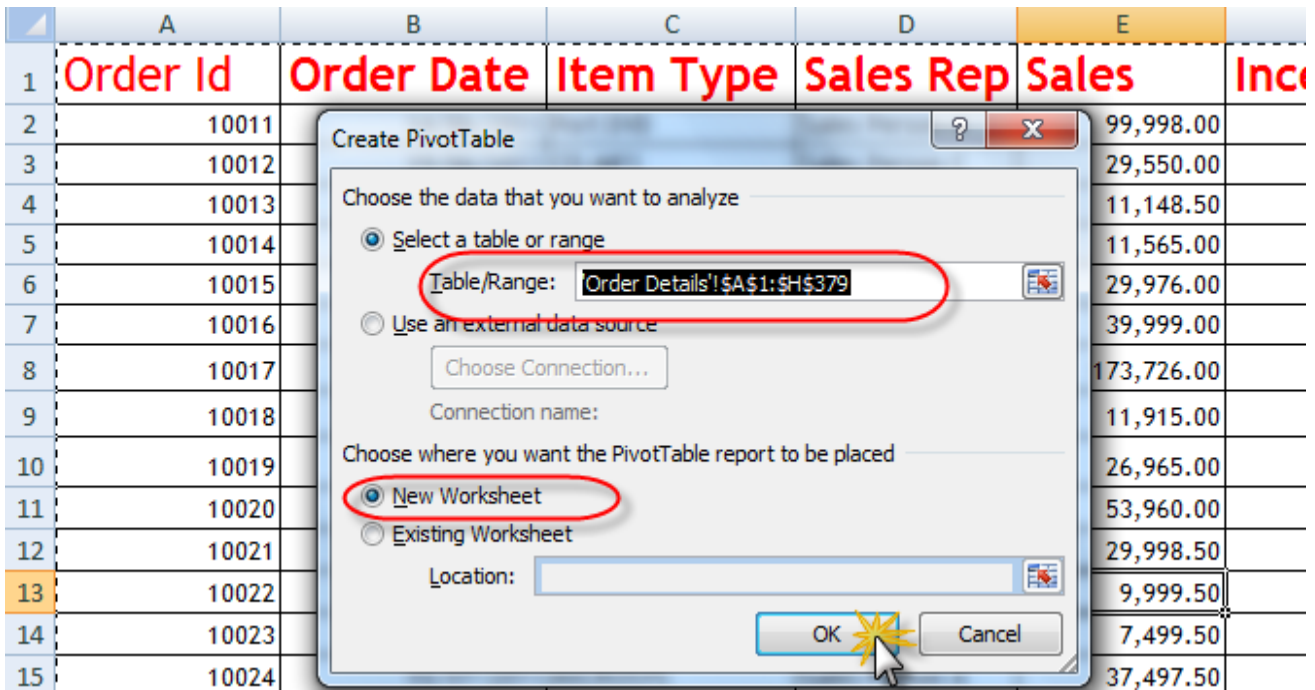 A B C D E
1 Order Id Order Date Item Type Sales Rep Sales Inco
2 10011 99,998.00
Create PivotTable
3 10012 29,550.00
Choose the data that you want to analyze
4 10013 11,148.50
Select a table or range
5 10014 11,565.00
6 10015 Table/Range: 'Order Details'!$A$1:$H$379 29,976.00
7 10016 Use an external data source 39,999.00
8 10017 Choose Connection... 173,726.00
9 10018 Connection name: 11,915.00
Choose where you want the PivotTable report to be placed
10 10019 26,965.00
11 10020 New Worksheet 53,960.00
Existing Worksheet
12 10021 29,998.50
Location:
13 10022 9,999.50
14 10023 OK Cancel 7,499.50
15 10024 37,497.50